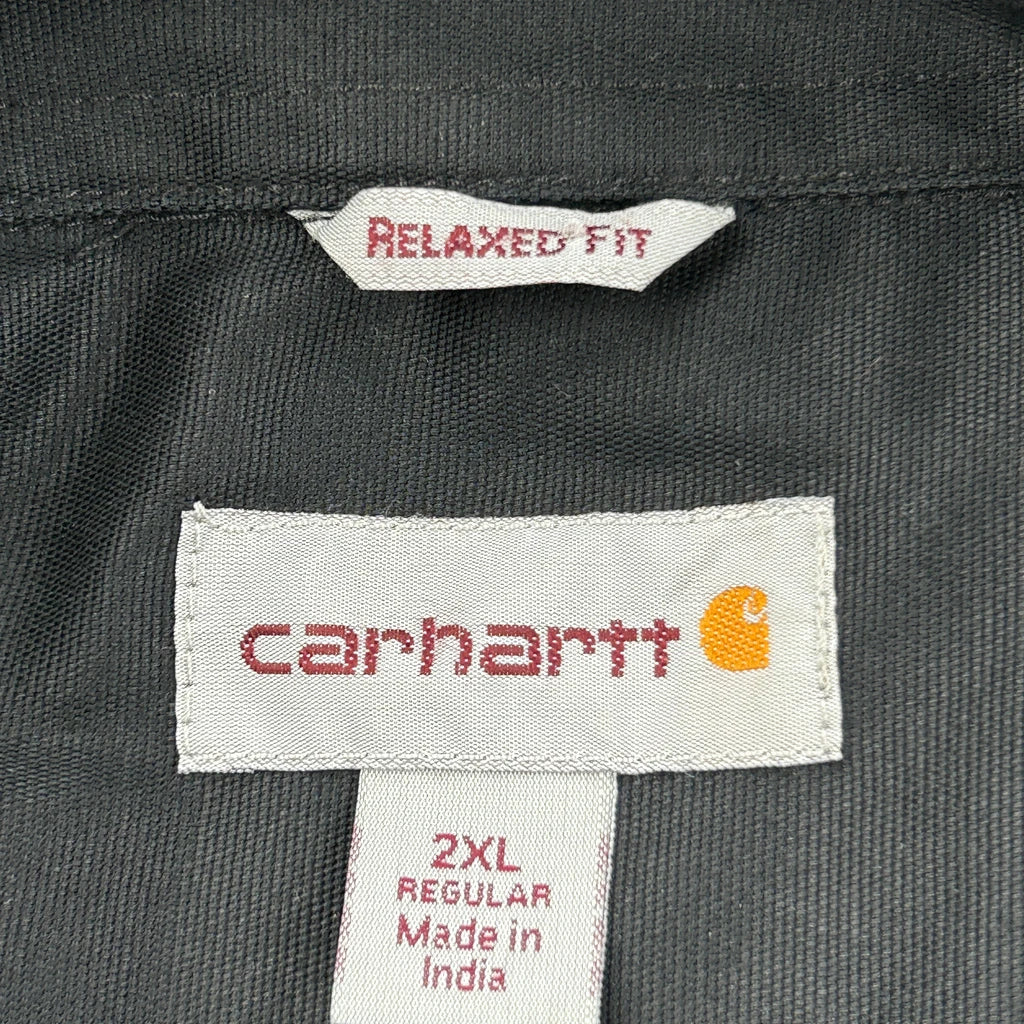 RELAXED FIT
carhartt
2XL
REGULAR
Made in
India